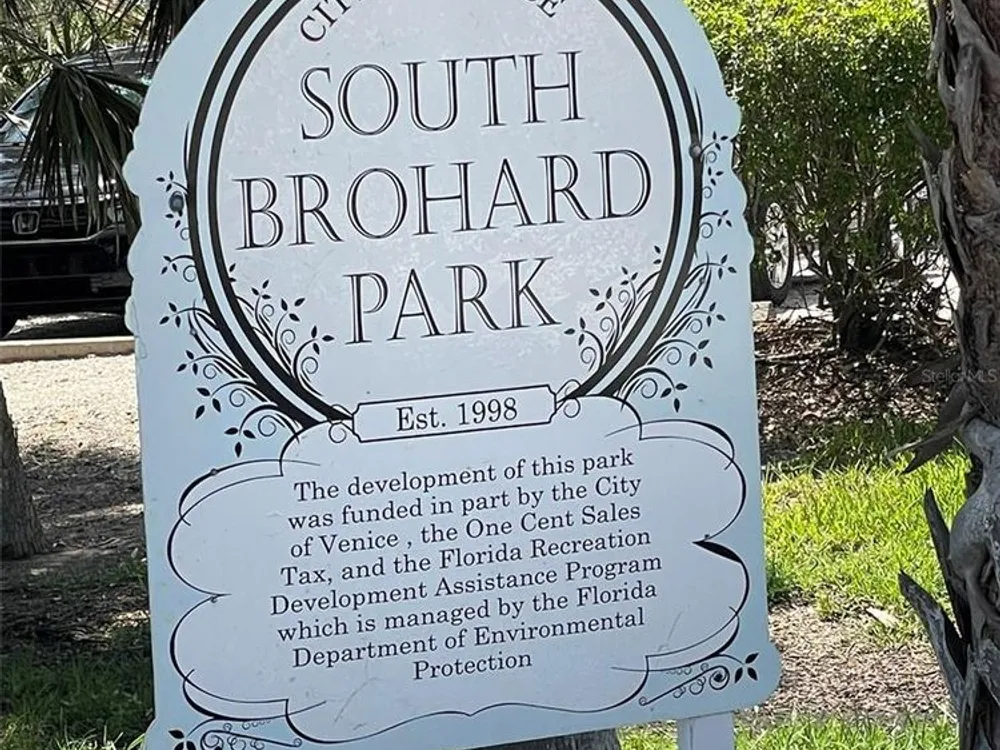 SOUTH
BROHARD
PARK
Est. 1998
The development of this park
was funded in part by the City
of Venice , the One Cent Sales
Tax, and the Florida Recreation
Development Assistance Program
which is managed by the Florida
Department of Environmental
Protection
Stellar MLS